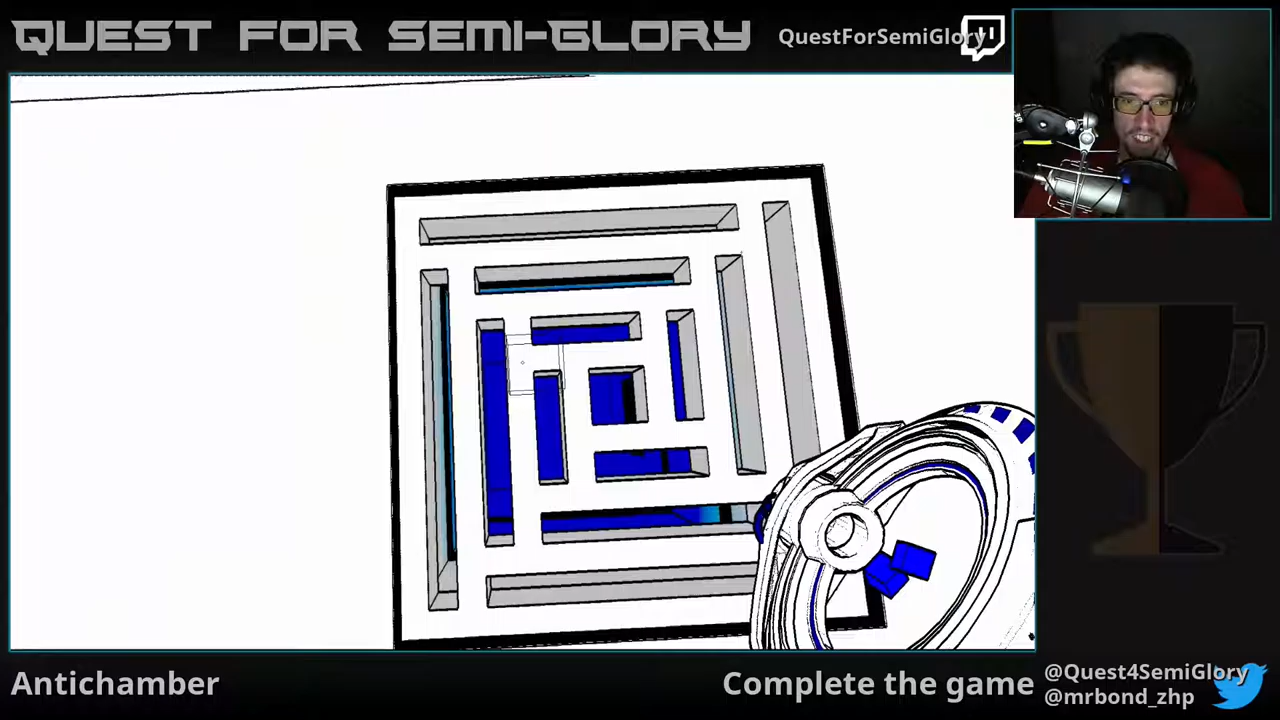 QUEST FOR SEMI-GLORY
QuestForSemiGlory
Antichamber
Complete the game
@Quest4SemiGlory
@mrbond_zhp